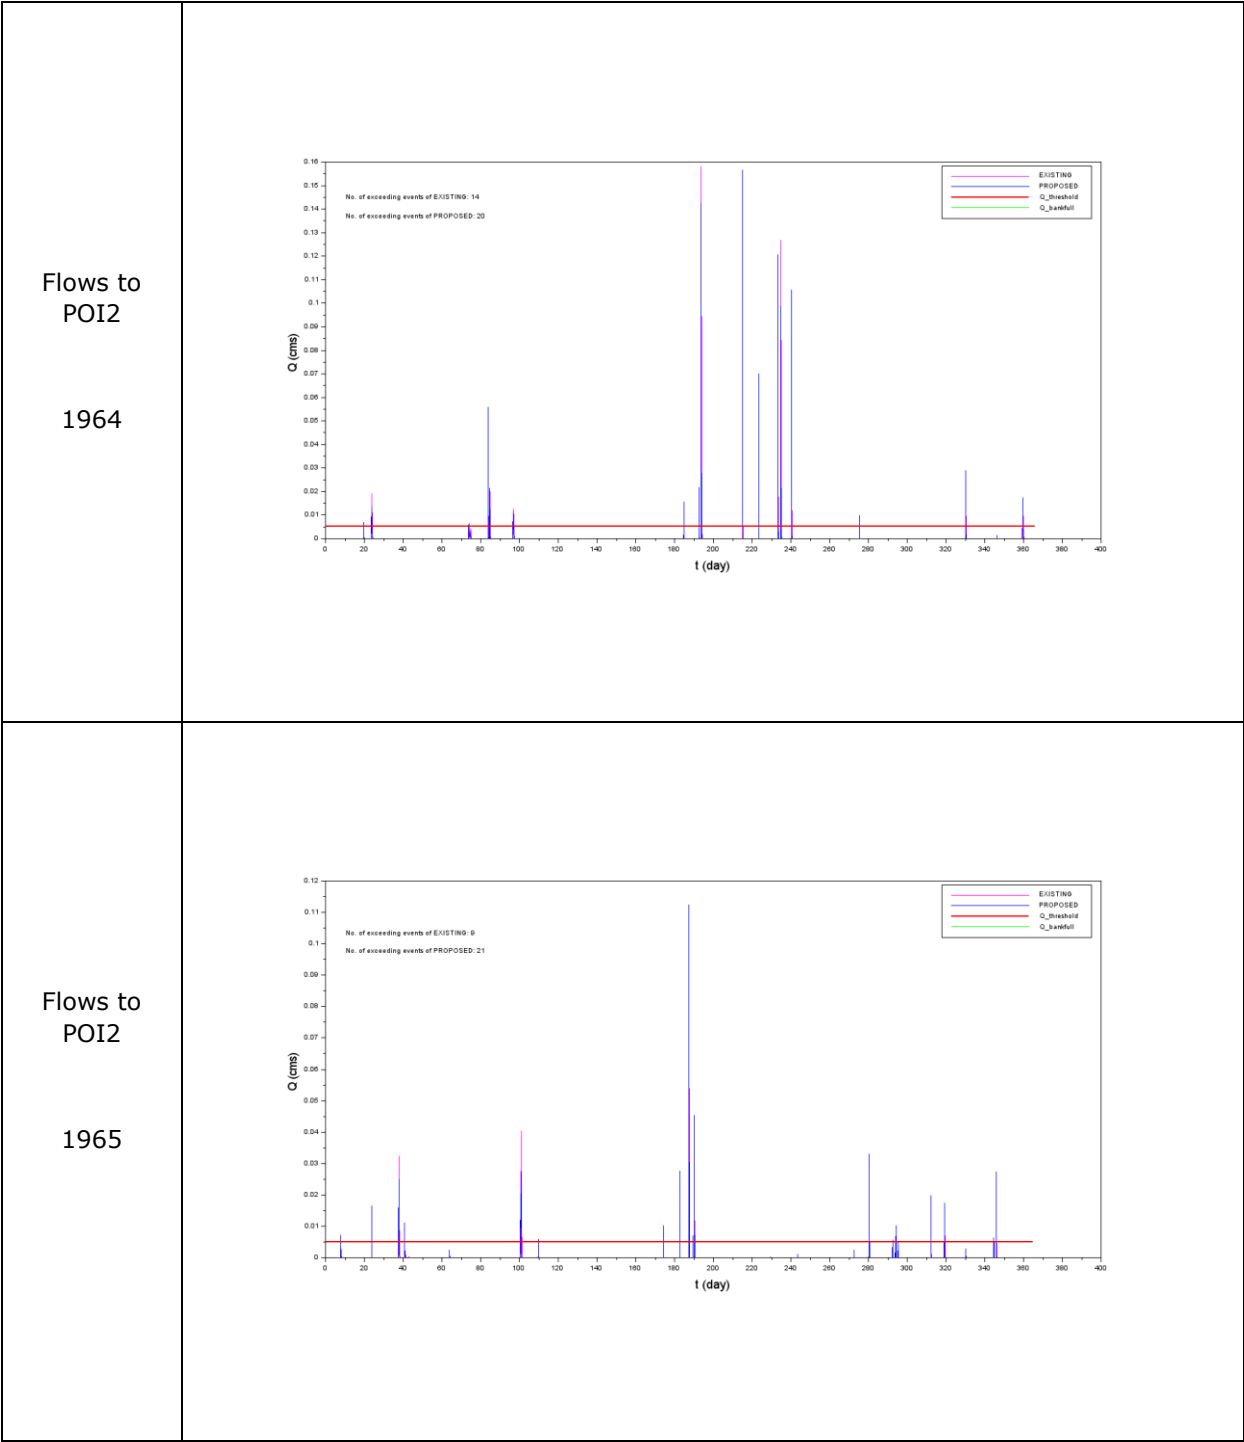 Flows to
POI2
1964
0.16
0.15
0.14
0.13
0.12
0.11
0.1
0.09
0.08
0.07
0.06
0.05
0.04
0.03
0.02
0.01
0
Q (cms)
No. of exceeding events of EXISTING: 14
No. of exceeding events of PROPOSED: 20
EXISTING
PROPOSED
Q_threshold
Q_bankfull
0 20 40 60 80 100 120 140 160 180 200 220 240 260 280 300 320 340 360 380 400
t (day)
Flows to
POI2
1965
0.12
0.11
0.1
0.09
0.08
0.07
0.06
0.05
0.04
0.03
0.02
0.01
0
Q (cms)
No. of exceeding events of EXISTING: 9
No. of exceeding events of PROPOSED: 21
EXISTING
PROPOSED
Q_threshold
Q_bankfull
0 20 40 60 80 100 120 140 160 180 200 220 240 260 280 300 320 340 360 380 400
t (day)